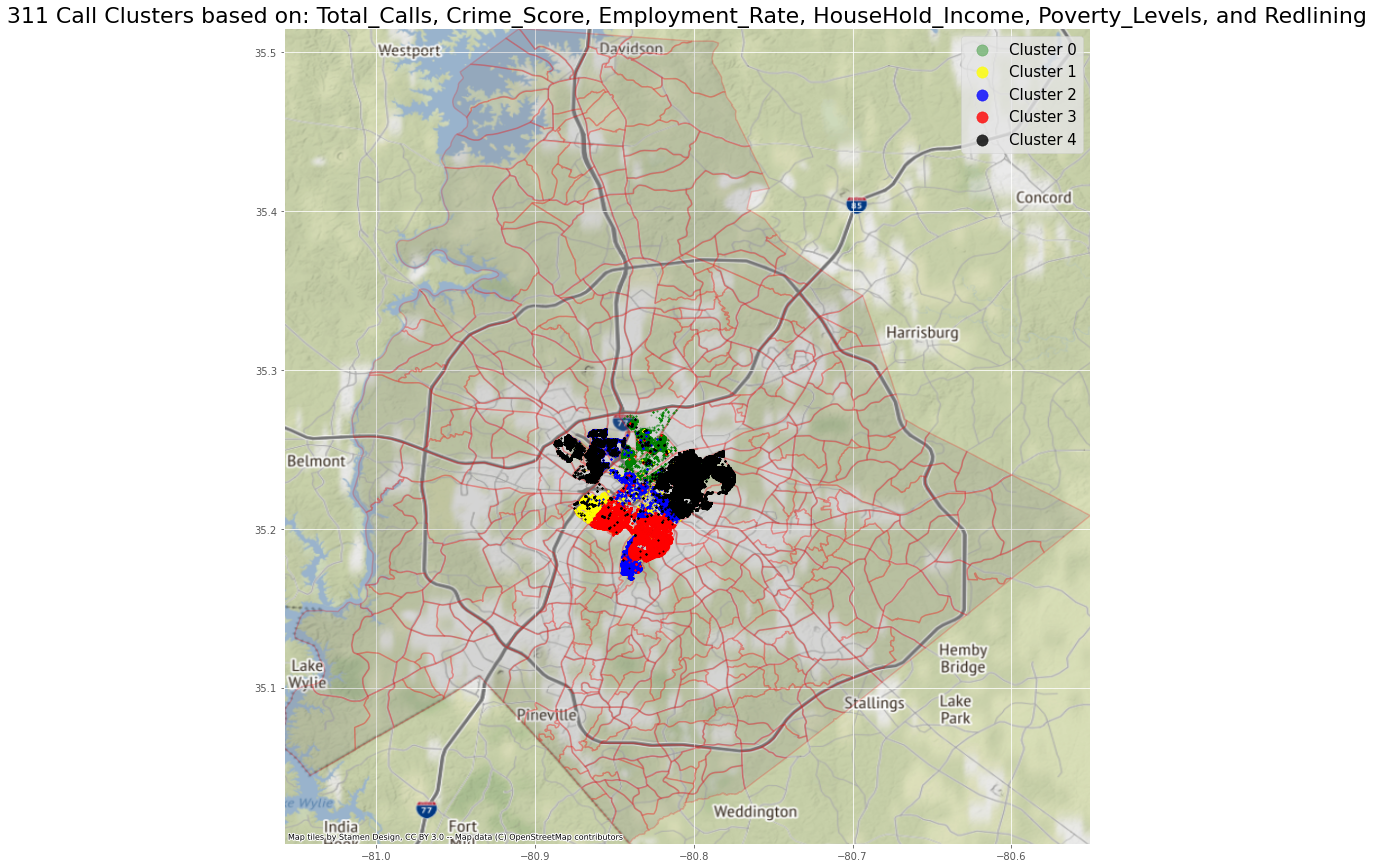 311 Call Clusters based on: Total_Calls, Crime_Score, Employment_Rate, HouseHold_Income, Poverty_Levels, and Redlining
Cluster 0
Cluster 1
Cluster 2
Cluster 3
Cluster 4
Westport
Davidson
35.5
85
Concord
35.4
Harrisburg
35.3
77
Belmont
35.2
Hemby
Bridge
Lake
Wylie
35.1
Lake
Park
Stallings
Pineville
Weddington
ke Wylie
77
India
Hook
Fort
Mill
Map tiles by Stamen Design, CC BY 3.0 -- Map data (C) OpenStreetMap contributors
−81.0
−80.9
−80.8
−80.7
−80.6